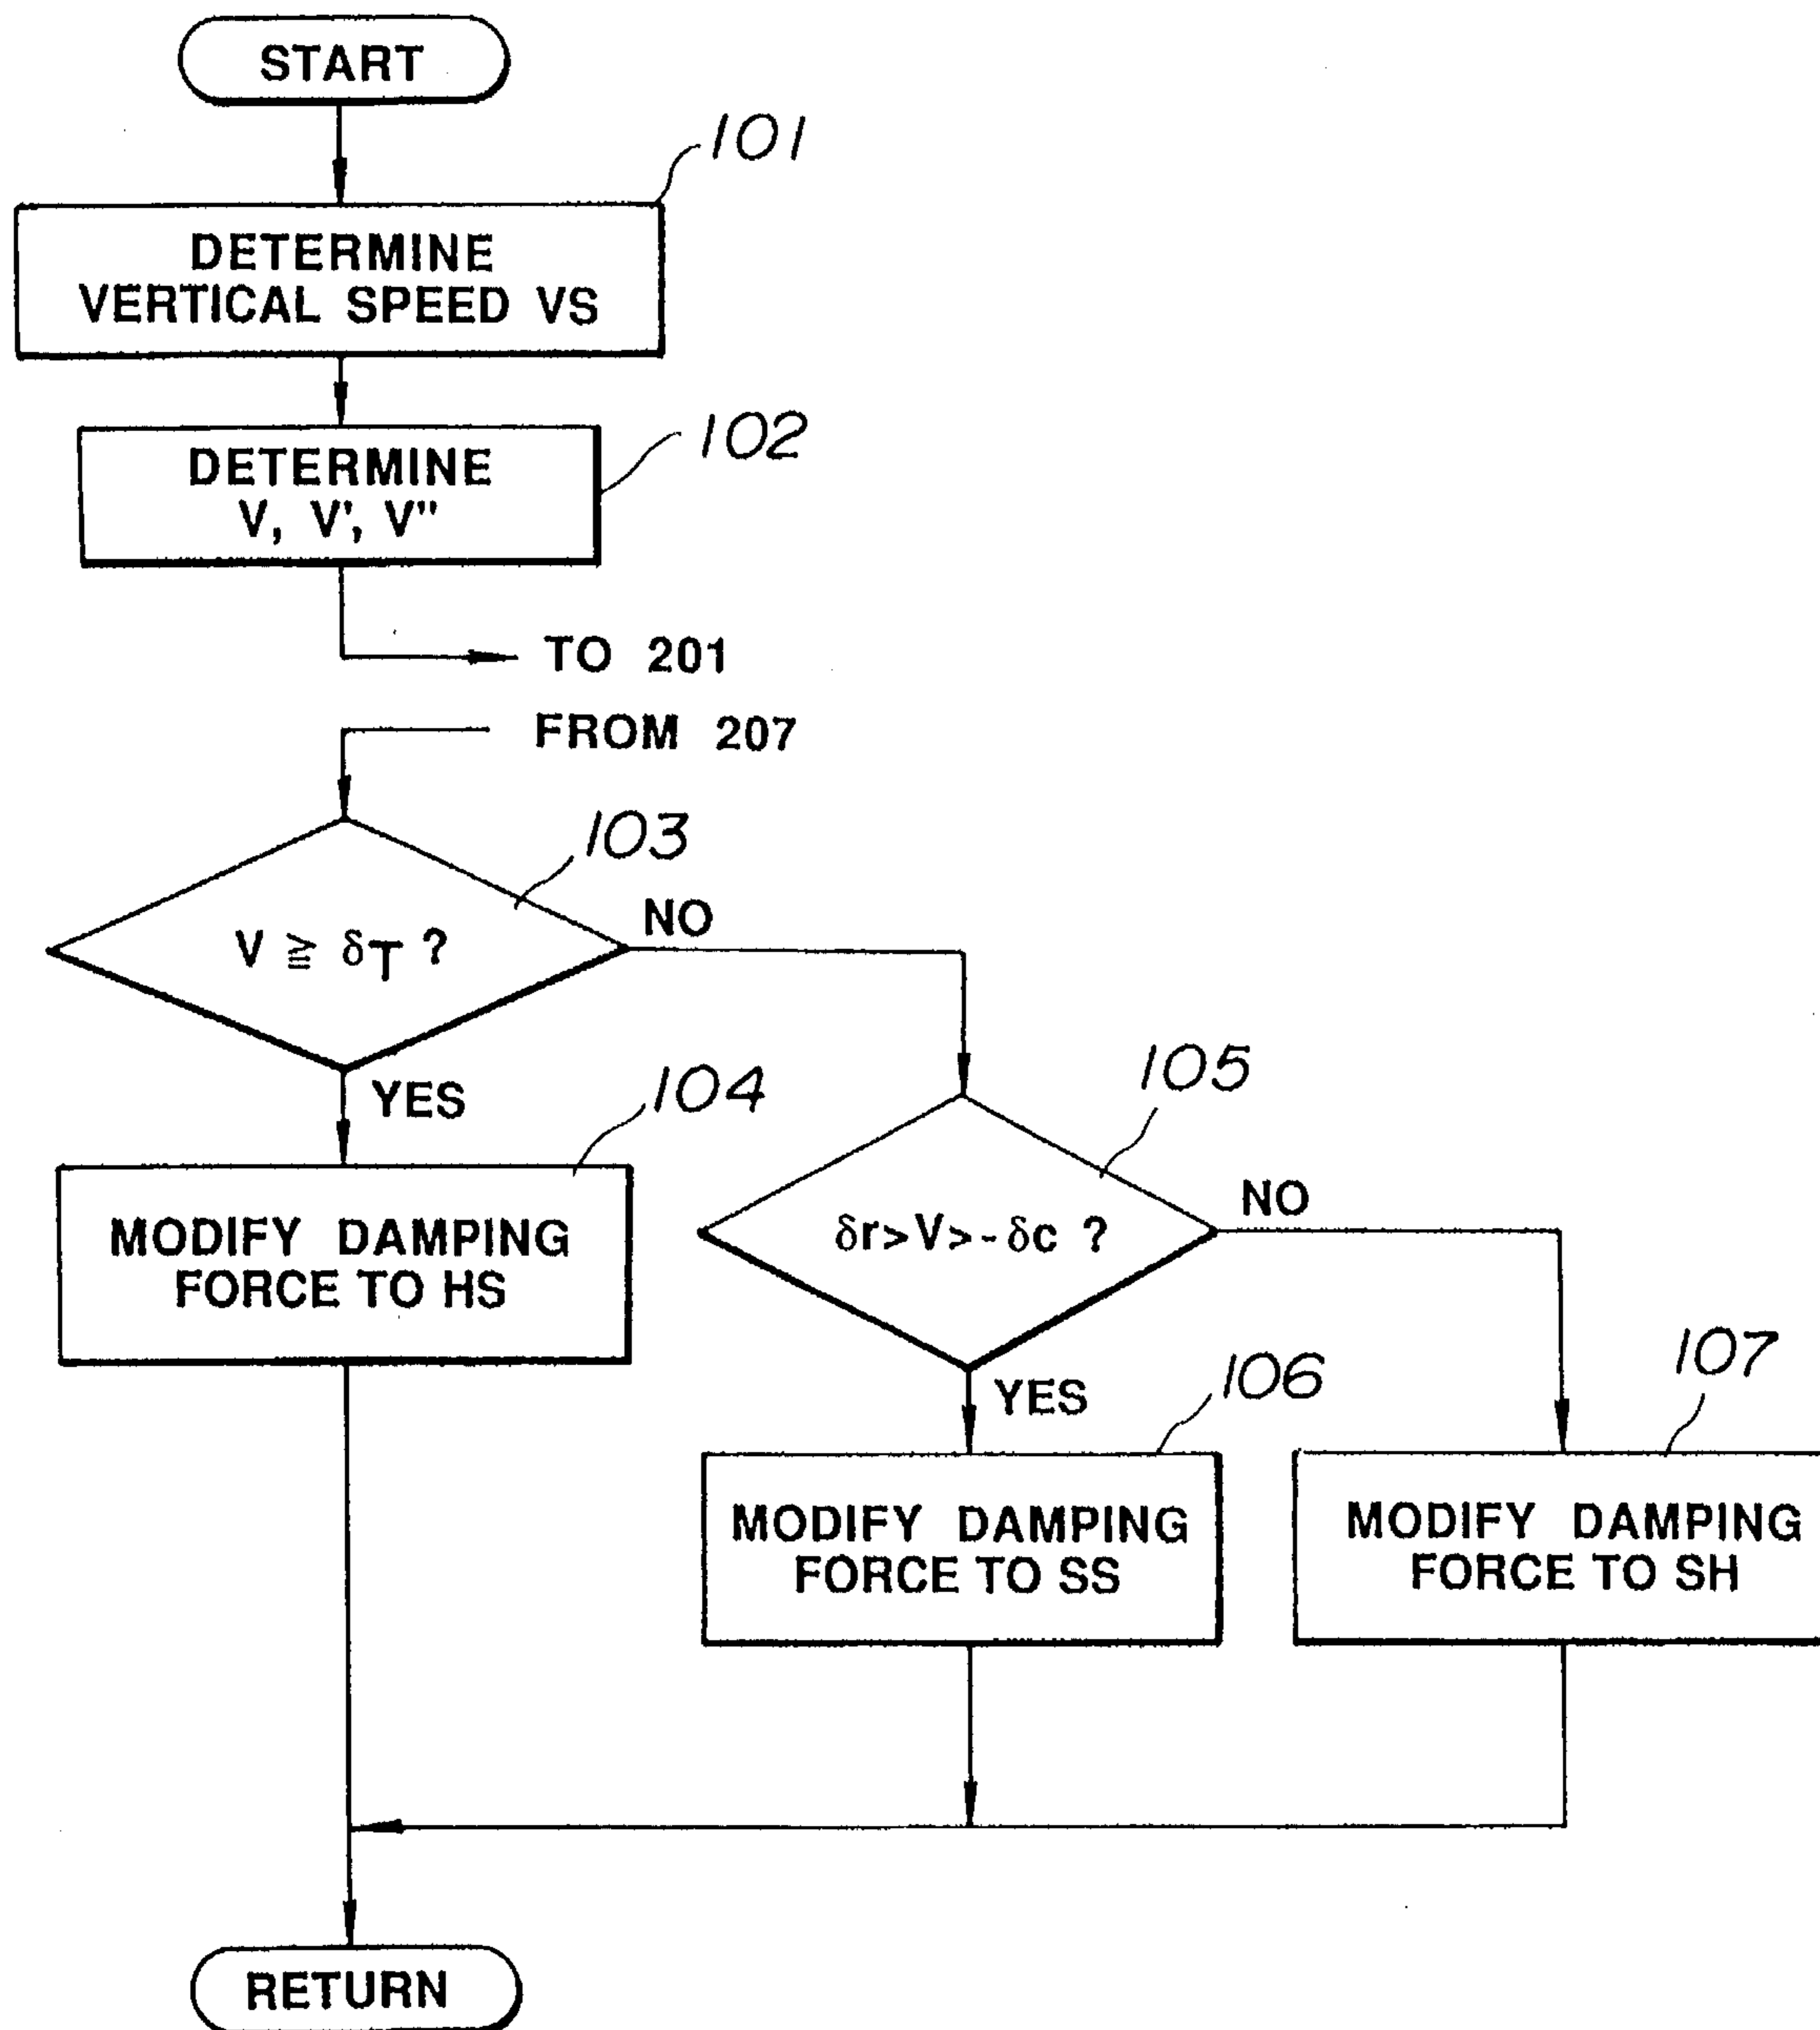 START
101
DETERMINE
VERTICAL SPEED VS
102
DETERMINE
V, V', V"
TO 201
FROM 207
103
V ≧ δT ?
NO
YES
104
MODIFY DAMPING
FORCE TO HS
105
δr>V>-δc ?
NO
YES
106
MODIFY DAMPING
FORCE TO SS
107
MODIFY DAMPING
FORCE TO SH
RETURN